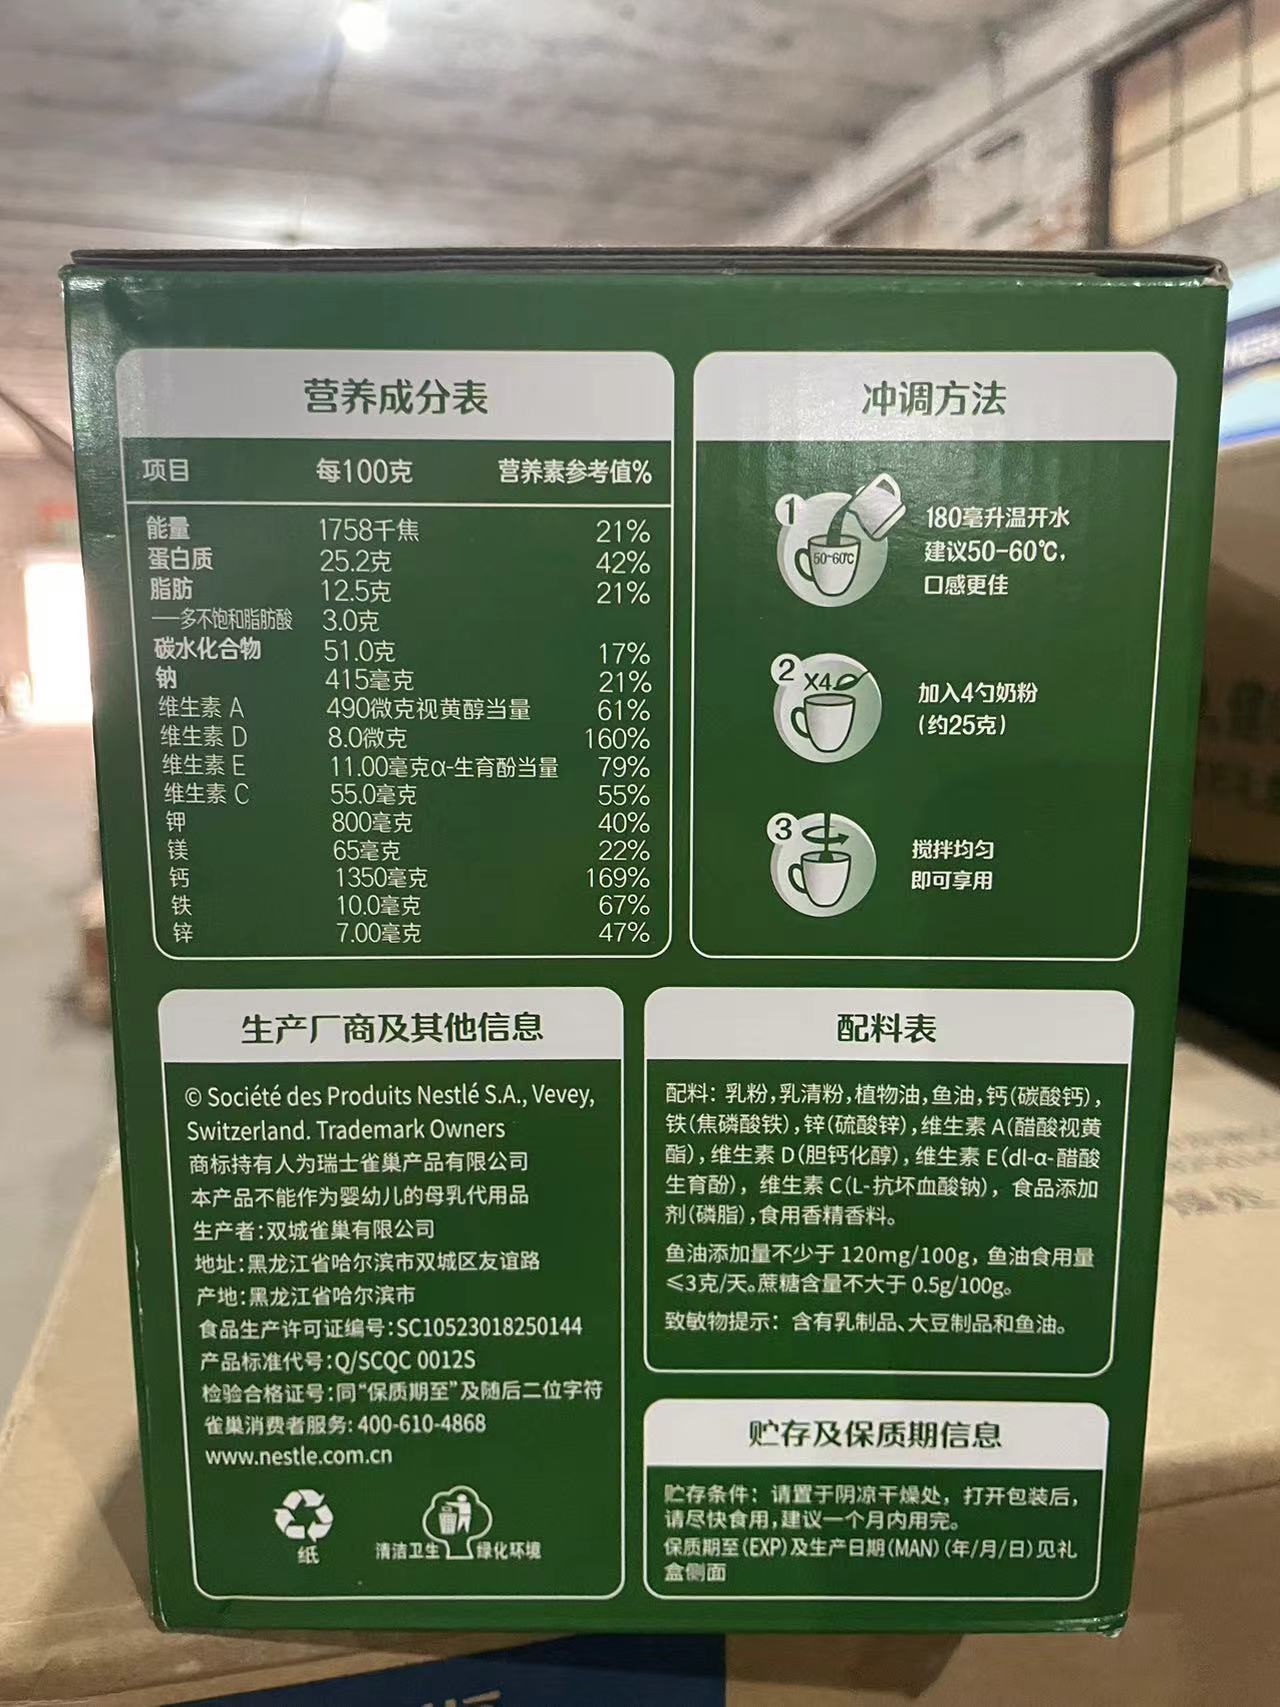 营养成分表
项目 每100克 营养素参考值%
能量 1758千焦 21%
蛋白质 25.2克 42%
脂肪 12.5克 21%
—多不饱和脂肪酸 3.0克
碳水化合物 51.0克 17%
钠 415毫克 21%
维生素 A 490微克视黄醇当量 61%
维生素 D 8.0微克 160%
维生素 E 11.00毫克α-生育酚当量 79%
维生素 C 55.0毫克 55%
钾 800毫克 40%
镁 65毫克 22%
钙 1350毫克 169%
铁 10.0毫克 67%
锌 7.00毫克 47%
冲调方法
1
50-60℃
180毫升温开水
建议50-60℃,
口感更佳
2
X4
加入4勺奶粉
(约25克)
3
搅拌均匀
即可享用
生产厂商及其他信息
© Société des Produits Nestlé S.A., Vevey,
Switzerland. Trademark Owners
商标持有人为瑞士雀巢产品有限公司
本产品不能作为婴幼儿的母乳代用品
生产者:双城雀巢有限公司
地址:黑龙江省哈尔滨市双城区友谊路
产地:黑龙江省哈尔滨市
食品生产许可证编号:SC10523018250144
产品标准代号:Q/SCQC 0012S
检验合格证号:同“保质期至”及随后二位字符
雀巢消费者服务: 400-610-4868
www.nestle.com.cn
纸
清洁卫生 绿化环境
配料表
配料: 乳粉,乳清粉,植物油,鱼油,钙(碳酸钙),
铁(焦磷酸铁),锌(硫酸锌),维生素 A(醋酸视黄
酯),维生素 D(胆钙化醇),维生素 E(dl-α-醋酸
生育酚), 维生素 C(L-抗坏血酸钠), 食品添加
剂(磷脂),食用香精香料。
鱼油添加量不少于 120mg/100g, 鱼油食用量
≤3克/天。蔗糖含量不大于 0.5g/100g。
致敏物提示: 含有乳制品、大豆制品和鱼油。
贮存及保质期信息
贮存条件: 请置于阴凉干燥处, 打开包装后,
请尽快食用,建议一个月内用完。
保质期至(EXP)及生产日期(MAN)(年/月/日)见礼
盒侧面